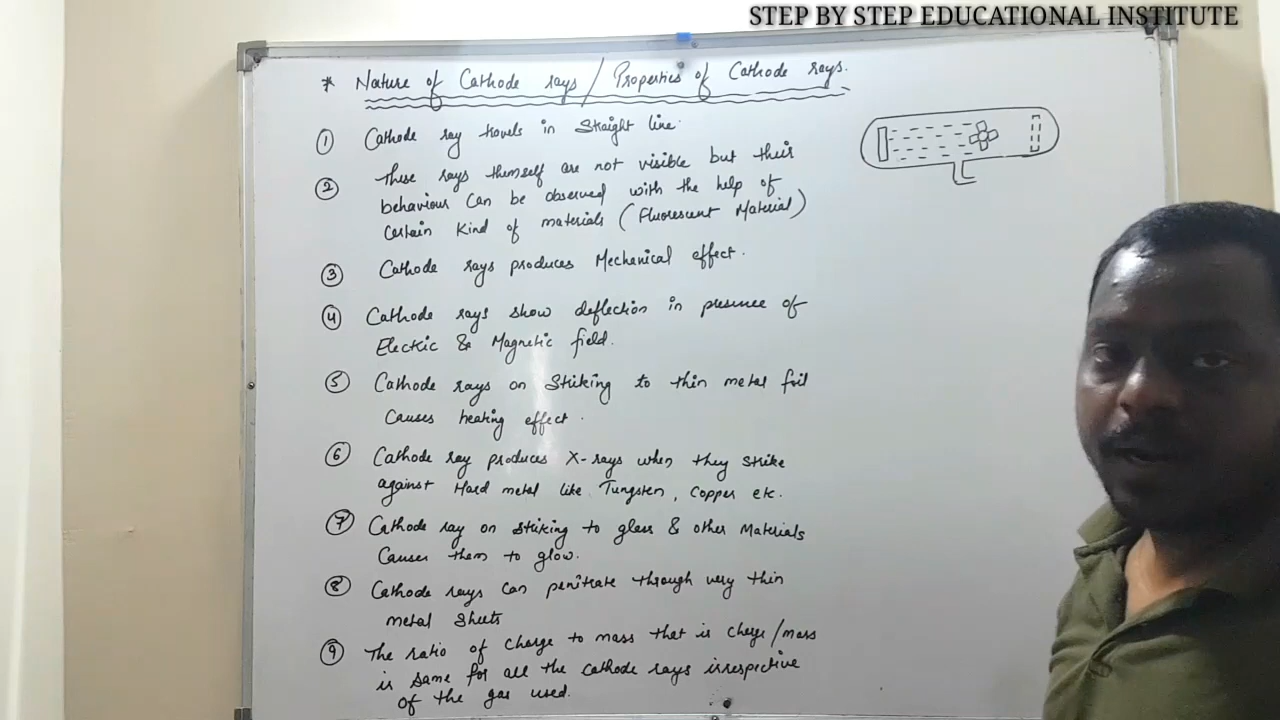 STEP BY STEP EDUCATIONAL INSTITUTE
* Nature of Cathode rays / Properties of Cathode rays.
① Cathode ray travels in Straight line.
② These rays themself are not visible but their
behaviour can be observed with the help of
certain Kind of materials (Fluorescent Material)
③ Cathode rays produces Mechanical effect.
④ Cathode rays show deflection in presence of
Electric & Magnetic field.
⑤ Cathode rays on Striking to thin metal foil
Causes heating effect.
⑥ Cathode ray produces X-rays when they strike
against Hard metal like Tungsten, Copper etc.
⑦ Cathode ray on striking to glass & other Materials
Causes them to glow.
⑧ Cathode rays can penitrate through very thin
metal Sheets
⑨ The ratio of charge to mass that is charge/mass
is same for all the cathode rays irrespective
of the gas used.